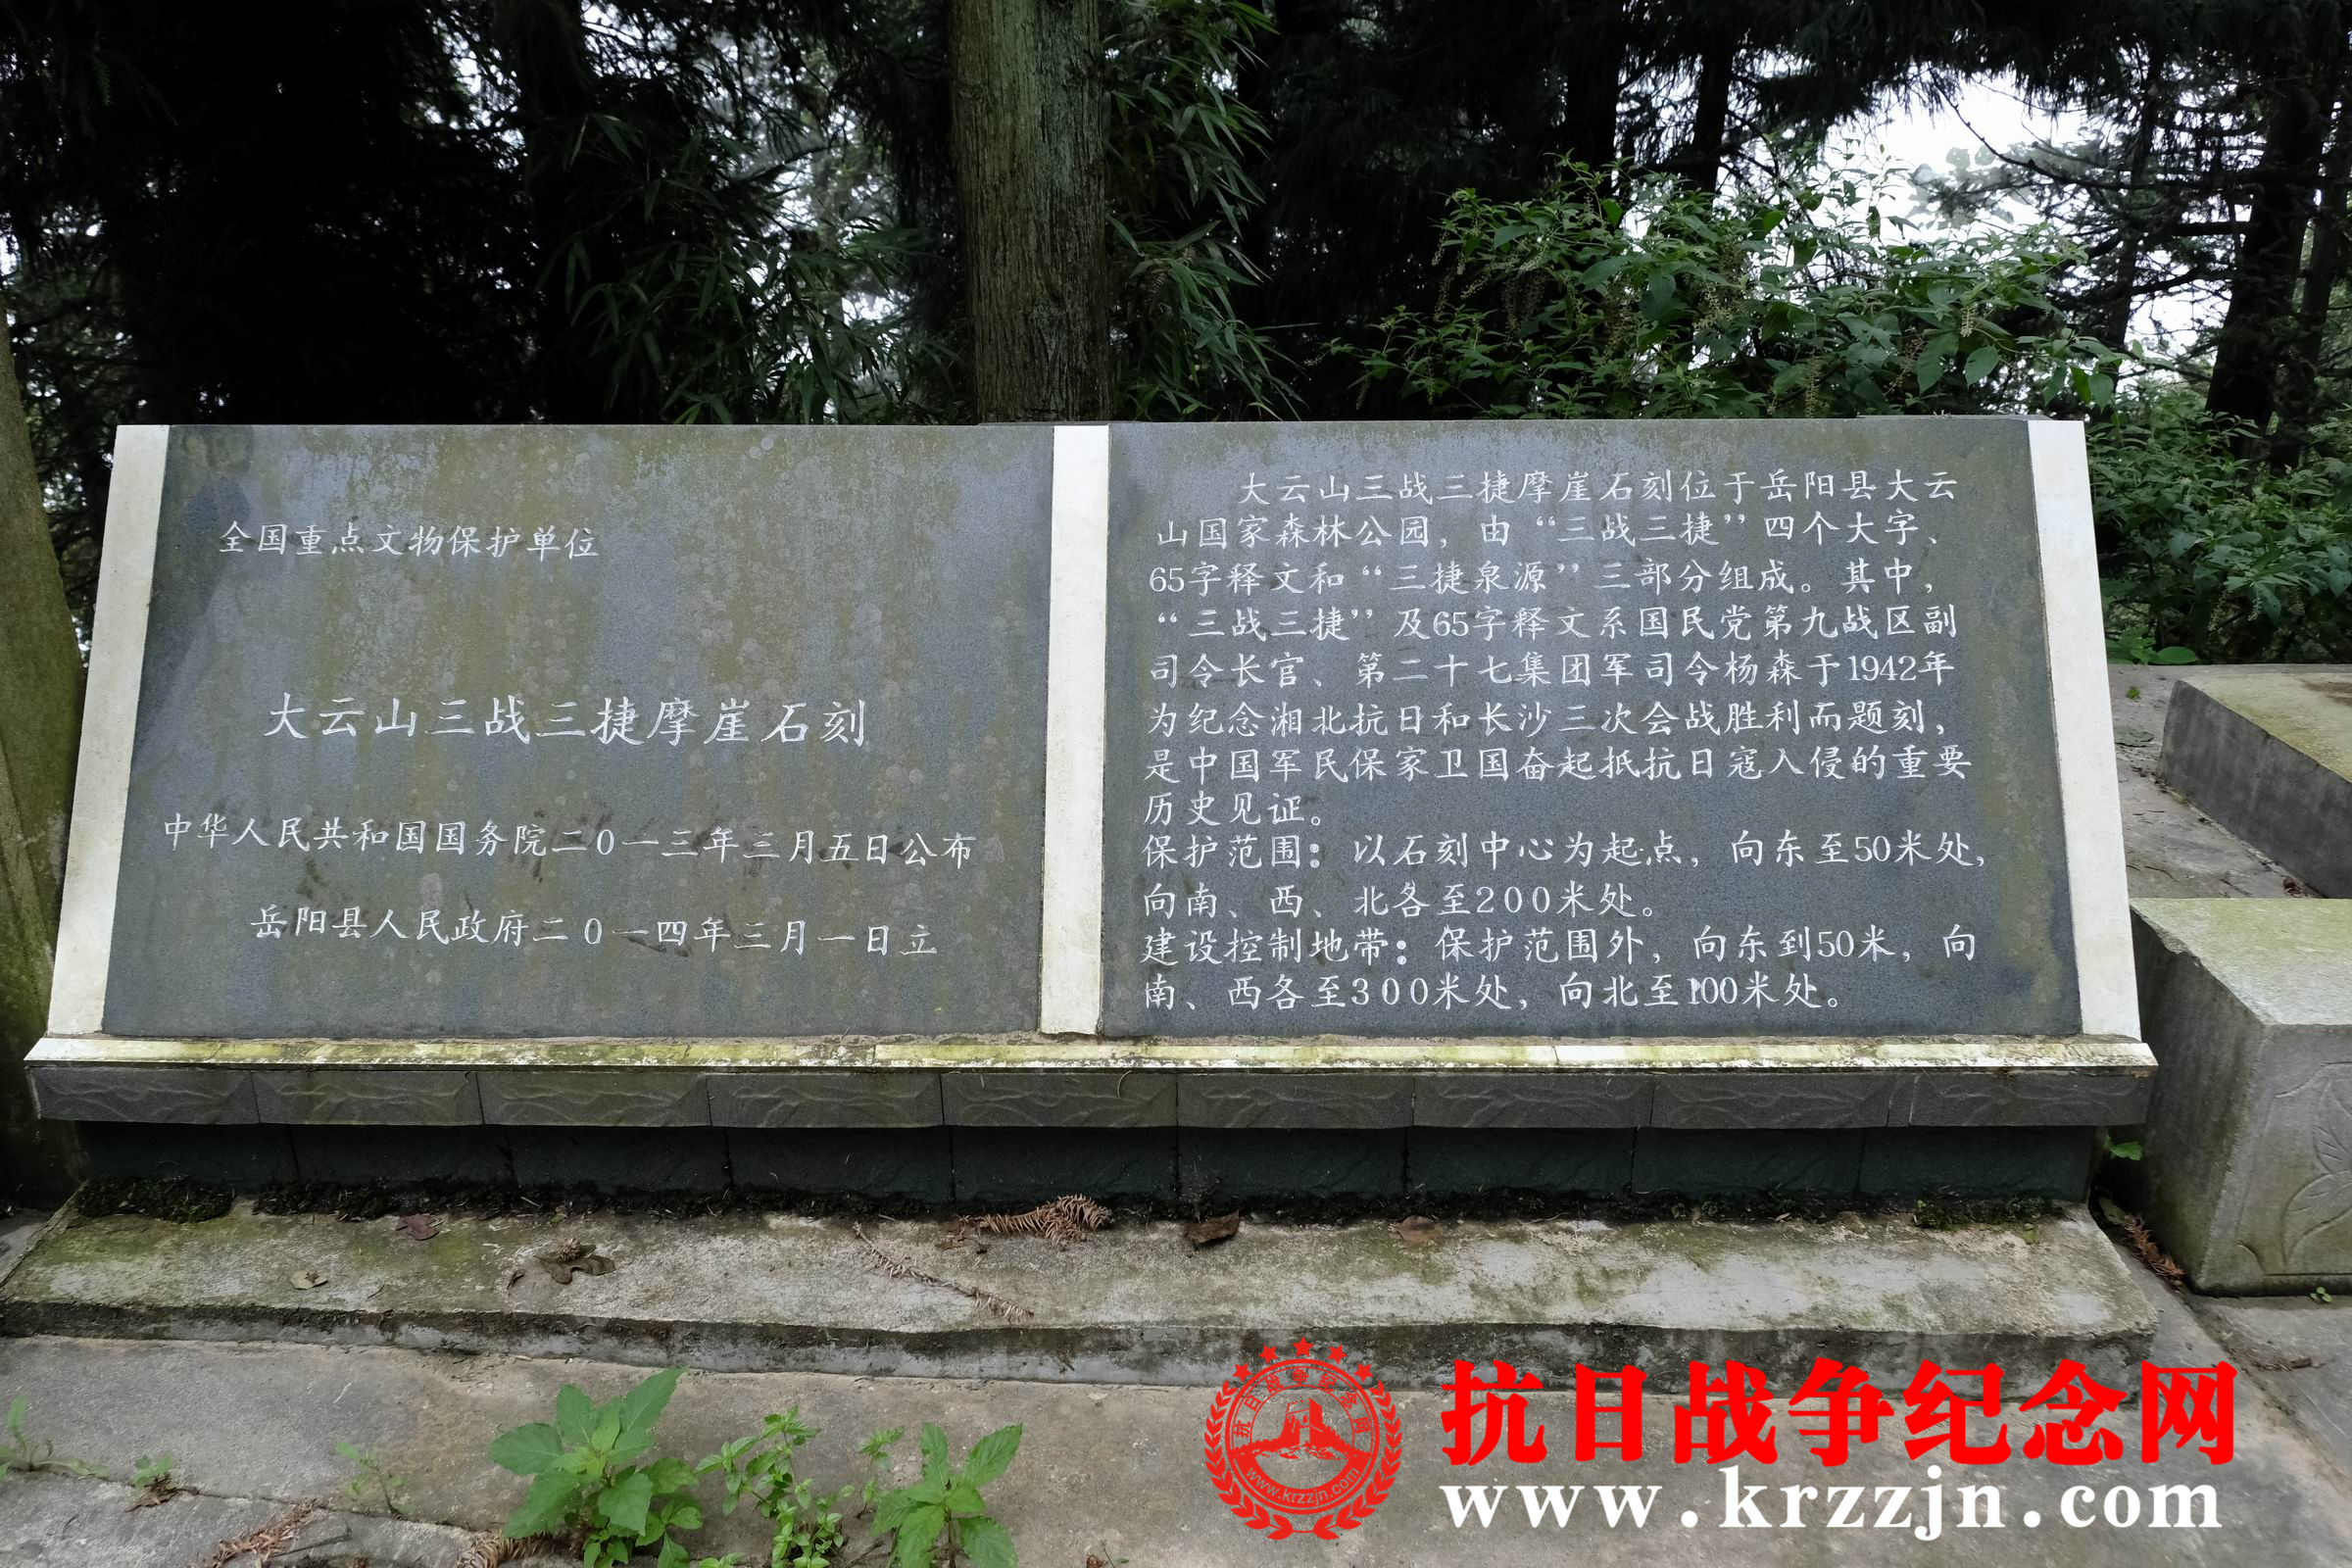 全国重点文物保护单位
大云山三战三捷摩崖石刻
中华人民共和国国务院二0一三年三月五日公布
岳阳县人民政府二0一四年三月一日立
大云山三战三捷摩崖石刻位于岳阳县大云
山国家森林公园，由“三战三捷”四个大字、
65字释文和“三捷泉源”三部分组成。其中，
“三战三捷”及65字释文系国民党第九战区副
司令长官、第二十七集团军司令杨森于1942年
为纪念湘北抗日和长沙三次会战胜利而题刻，
是中国军民保家卫国奋起抵抗日寇入侵的重要
历史见证。
保护范围：以石刻中心为起点，向东至50米处，
向南、西、北各至200米处。
建设控制地带：保护范围外，向东到50米，向
南、西各至300米处，向北至100米处。
抗日战争纪念网
www.krzzjn.com
抗日战争纪念网
www.krzzjn.com